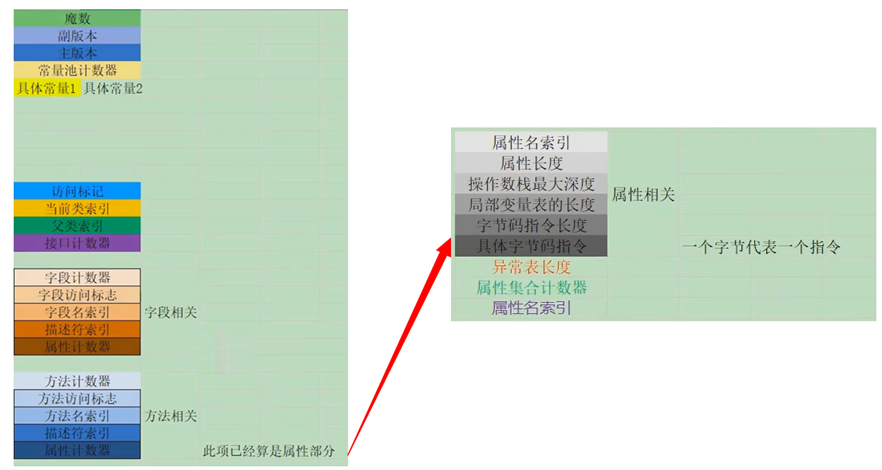 魔数
副版本
主版本
常量池计数器
具体常量1 具体常量2
访问标记
当前类索引
父类索引
接口计数器
字段计数器
字段访问标志
字段名索引 字段相关
描述符索引
属性计数器
方法计数器
方法访问标志
方法名索引 方法相关
描述符索引
属性计数器 此项已经算是属性部分
属性名索引
属性长度
操作数栈最大深度 属性相关
局部变量表的长度
字节码指令长度
具体字节码指令 一个字节代表一个指令
异常表长度
属性集合计数器
属性名索引